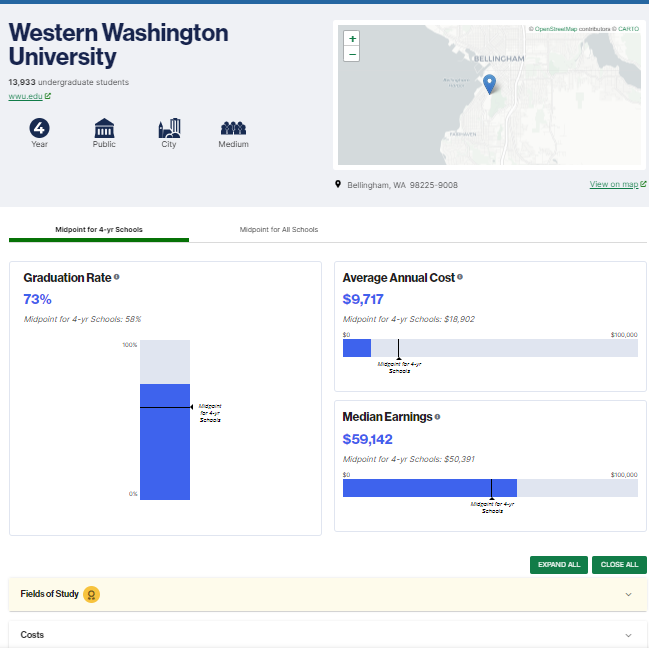 Western Washington
University
13,933 undergraduate students
wwu.edu
4
Year
Public
City
Medium
+
−
© OpenStreetMap contributors © CARTO
BELLINGHAM
FAIRHAVEN
Bellingham, WA 98225-9008
View on map
Midpoint for 4-yr Schools
Midpoint for All Schools
Graduation Rate
73%
Midpoint for 4-yr Schools: 58%
100%
Midpoint
for 4-yr
Schools
0%
Average Annual Cost
$9,717
Midpoint for 4-yr Schools: $18,902
$0
$100,000
Midpoint for 4-yr
Schools
Median Earnings
$59,142
Midpoint for 4-yr Schools: $50,391
$0
$100,000
Midpoint for 4-yr
Schools
EXPAND ALL
CLOSE ALL
Fields of Study
Costs